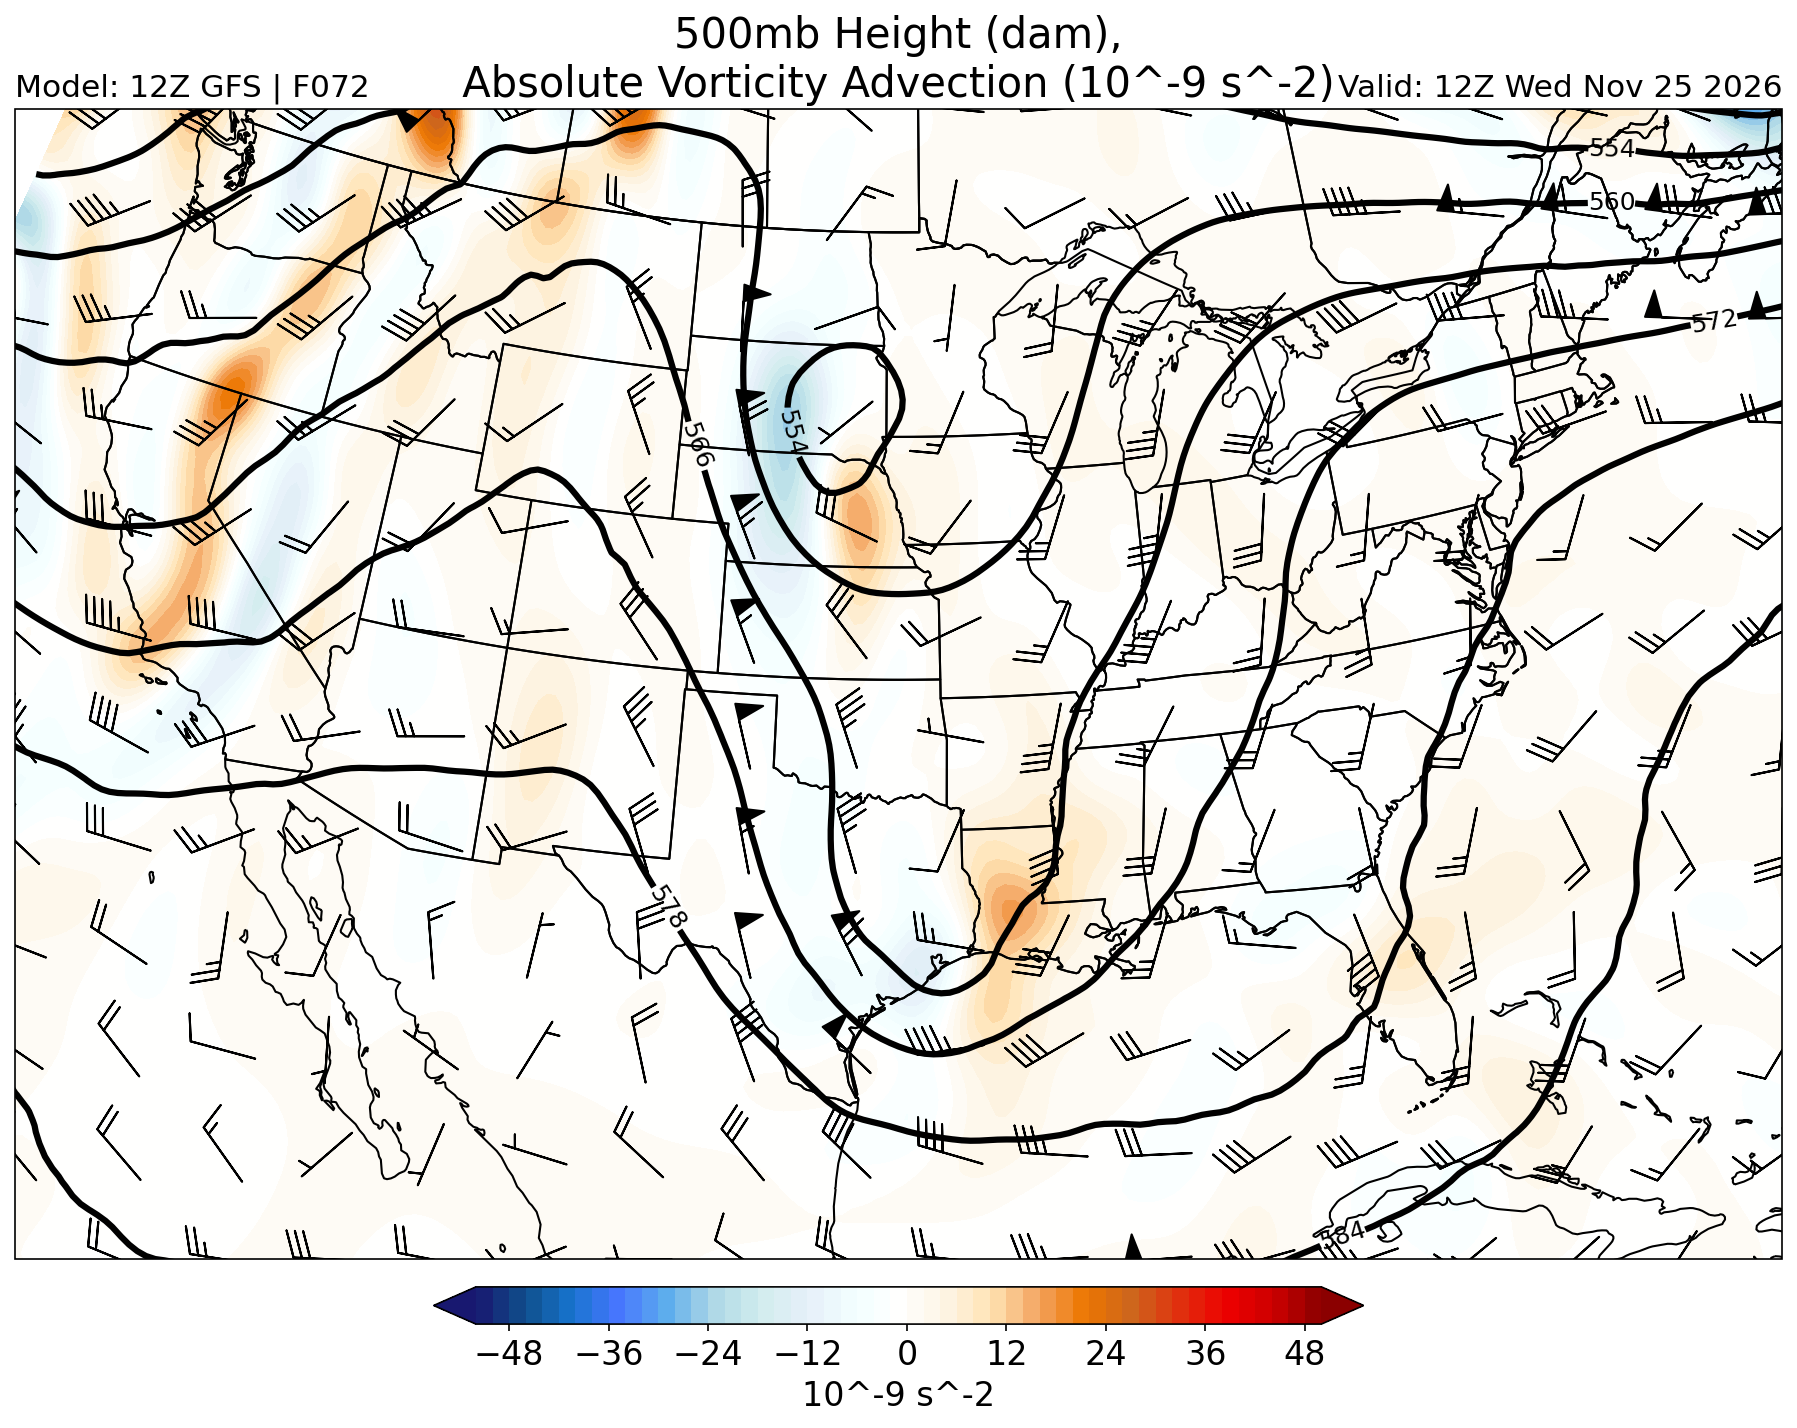 500mb Height (dam),
Model: 12Z GFS | F072
Absolute Vorticity Advection (10^-9 s^-2)
Valid: 12Z Wed Nov 25 2026
554
560
572
554
566
578
584
−48 −36 −24 −12 0 12 24 36 48
10^-9 s^-2